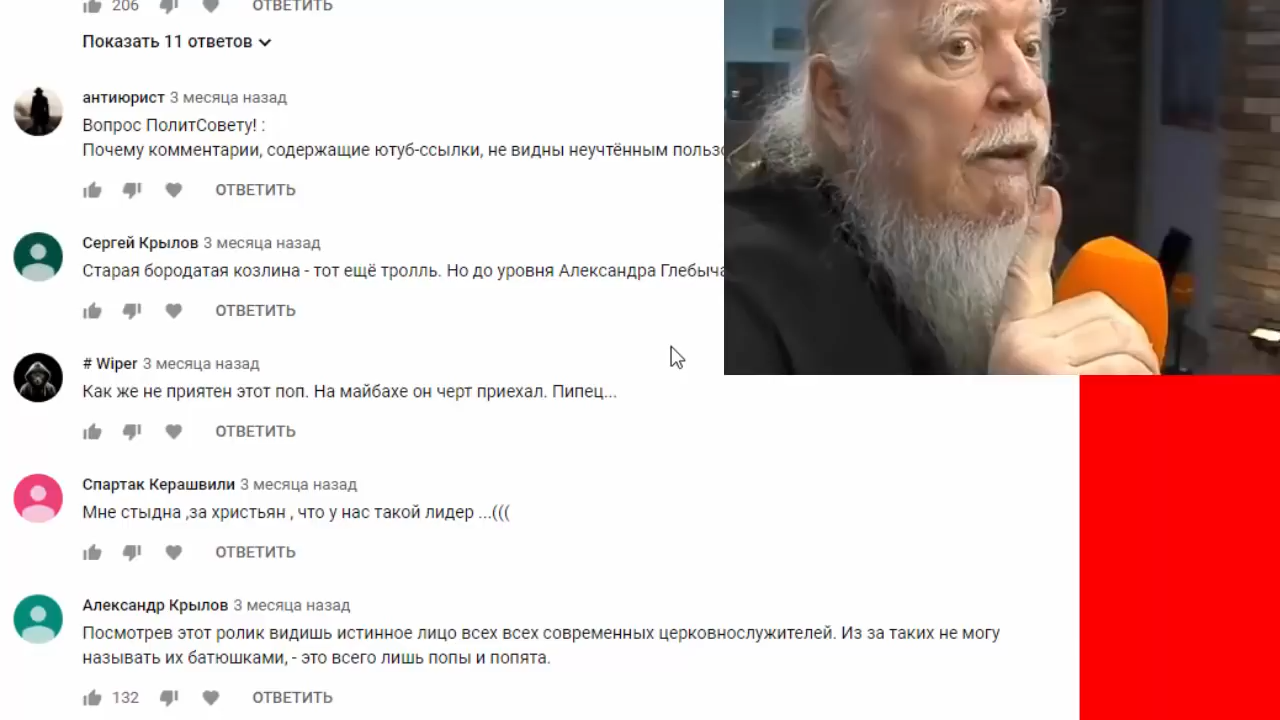 206 ОТВЕТИТЬ
Показать 11 ответов
антиюрист 3 месяца назад
Вопрос ПолитСовету! :
Почему комментарии, содержащие ютуб-ссылки, не видны неучтённым
ОТВЕТИТЬ
Сергей Крылов 3 месяца назад
Старая бородатая козлина - тот ещё тролль. Но до уровня Александра Глебыча
ОТВЕТИТЬ
# Wiper 3 месяца назад
Как же не приятен этот поп. На майбахе он черт приехал. Пипец...
ОТВЕТИТЬ
Спартак Керашвили 3 месяца назад
Мне стыдна ,за христьян , что у нас такой лидер ...(((
ОТВЕТИТЬ
Александр Крылов 3 месяца назад
Посмотрев этот ролик видишь истинное лицо всех всех современных церковнослужителей. Из за таких не могу
называть их батюшками, - это всего лишь попы и попята.
132 ОТВЕТИТЬ